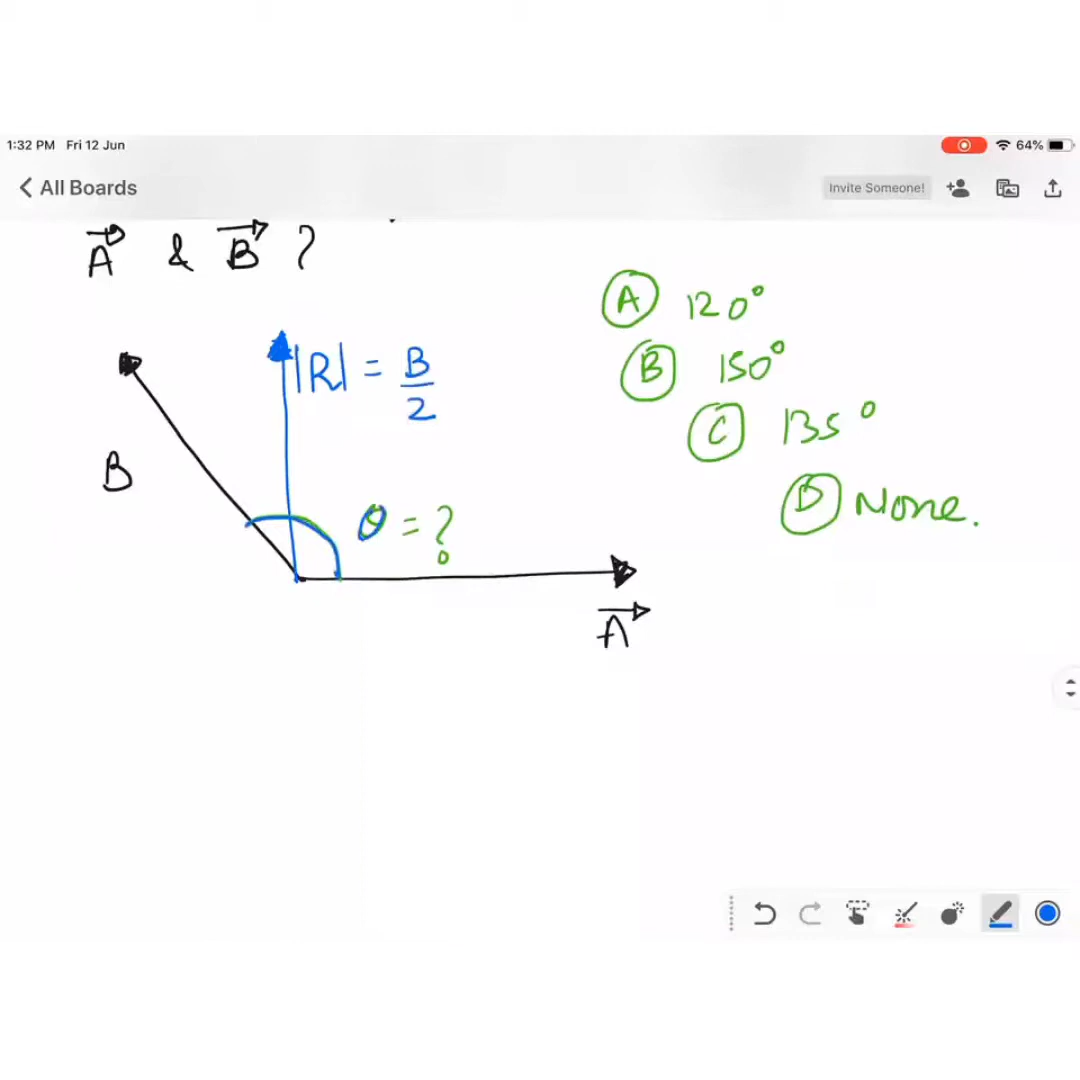 1:32 PM Fri 12 Jun
64%
All Boards
Invite Someone!
A & B ?
A 120°
|R| = B/2
B 150°
C 135°
B
D None.
θ = ?
A